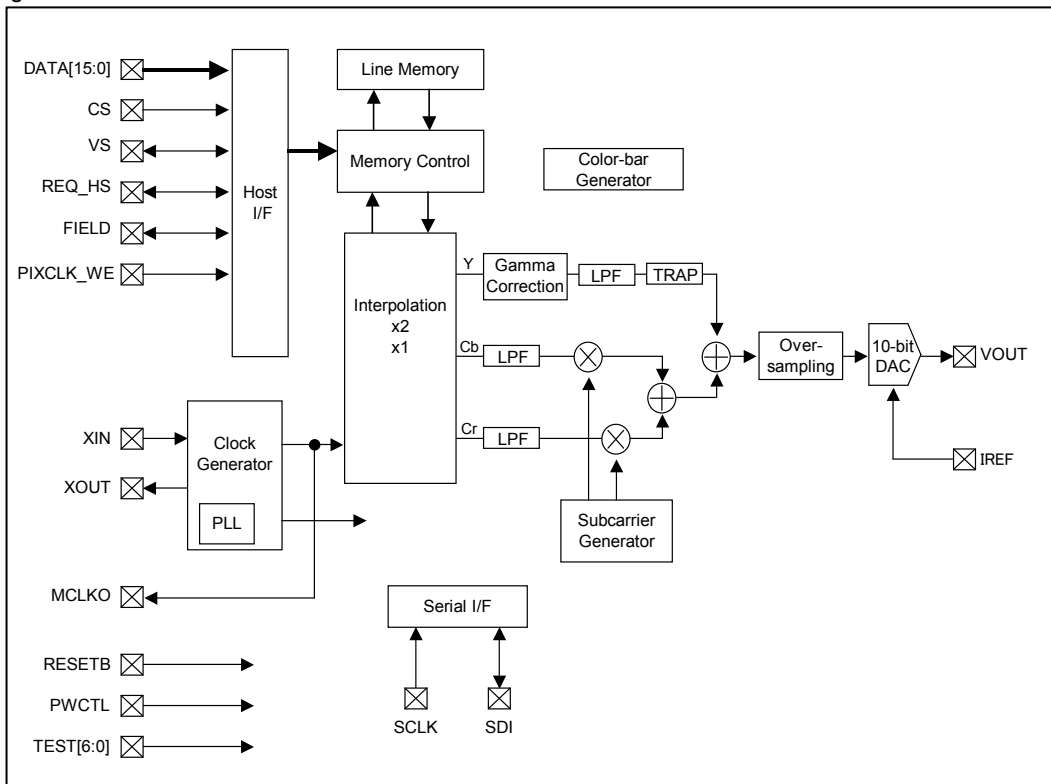 DATA[15:0]
CS
VS
REQ_HS
FIELD
PIXCLK_WE
Host
I/F
Line Memory
Memory Control
Color-bar
Generator
Interpolation
x2
x1
Y
Gamma
Correction
LPF
TRAP
Cb
LPF
Cr
LPF
Over-
sampling
10-bit
DAC
VOUT
IREF
Subcarrier
Generator
XIN
XOUT
Clock
Generator
PLL
MCLKO
Serial I/F
SCLK
SDI
RESETB
PWCTL
TEST[6:0]